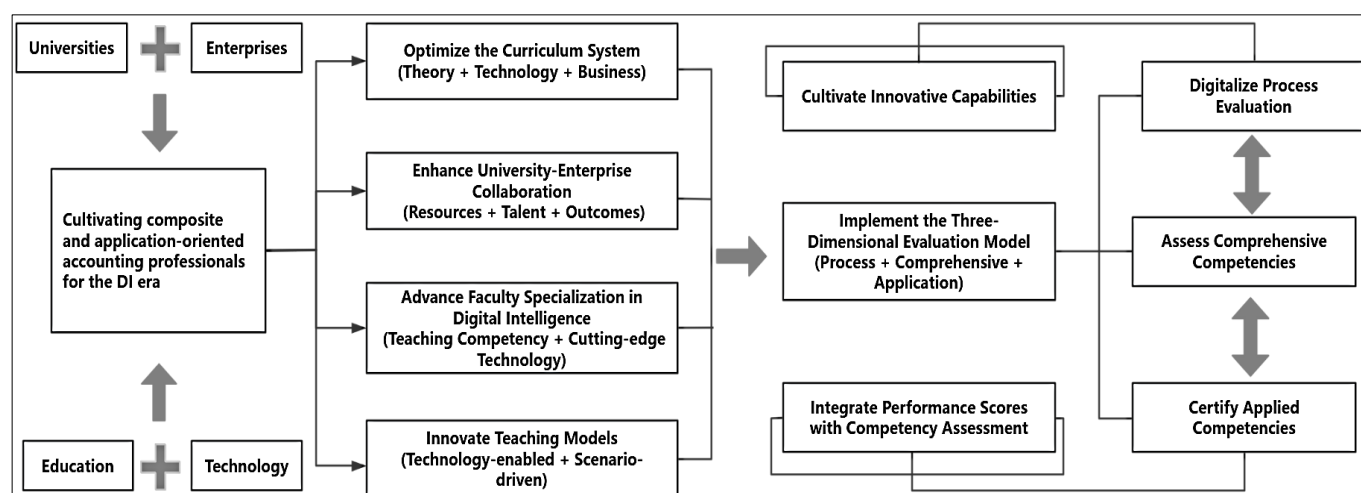 Universities
Enterprises
Cultivating composite
and application-oriented
accounting professionals
for the DI era
Education
Technology
Optimize the Curriculum System
(Theory + Technology + Business)
Enhance University-Enterprise
Collaboration
(Resources + Talent + Outcomes)
Advance Faculty Specialization in
Digital Intelligence
(Teaching Competency + Cutting-edge
Technology)
Innovate Teaching Models
(Technology-enabled + Scenario-
driven)
Cultivate Innovative Capabilities
Implement the Three-
Dimensional Evaluation Model
(Process + Comprehensive +
Application)
Integrate Performance Scores
with Competency Assessment
Digitalize Process
Evaluation
Assess Comprehensive
Competencies
Certify Applied
Competencies